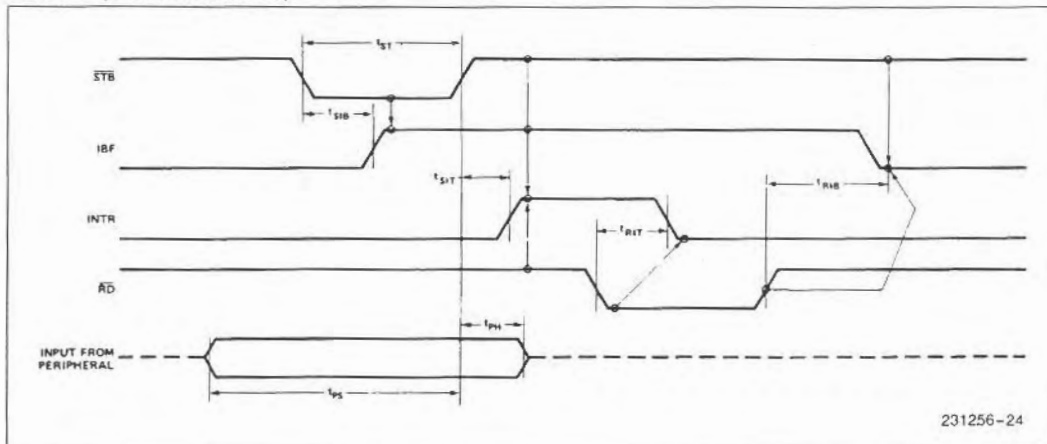 t_ST
STB
t_SIB
IBF
t_SIT
t_RIB
INTR
t_RIT
RD
t_PH
INPUT FROM
PERIPHERAL
t_PS
231256-24